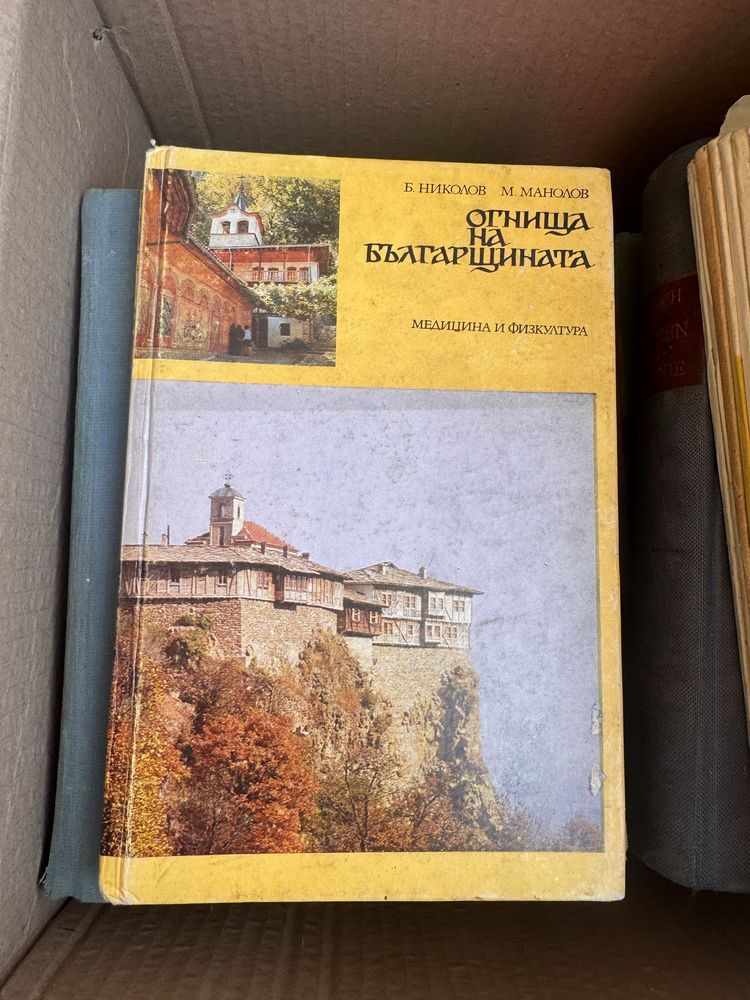 Б. НИКОЛОВ М. МАНОЛОВ
ОГНИЩА
НА
БЪЛГАРЩИНАТА
МЕДИЦИНА И ФИЗКУЛТУРА